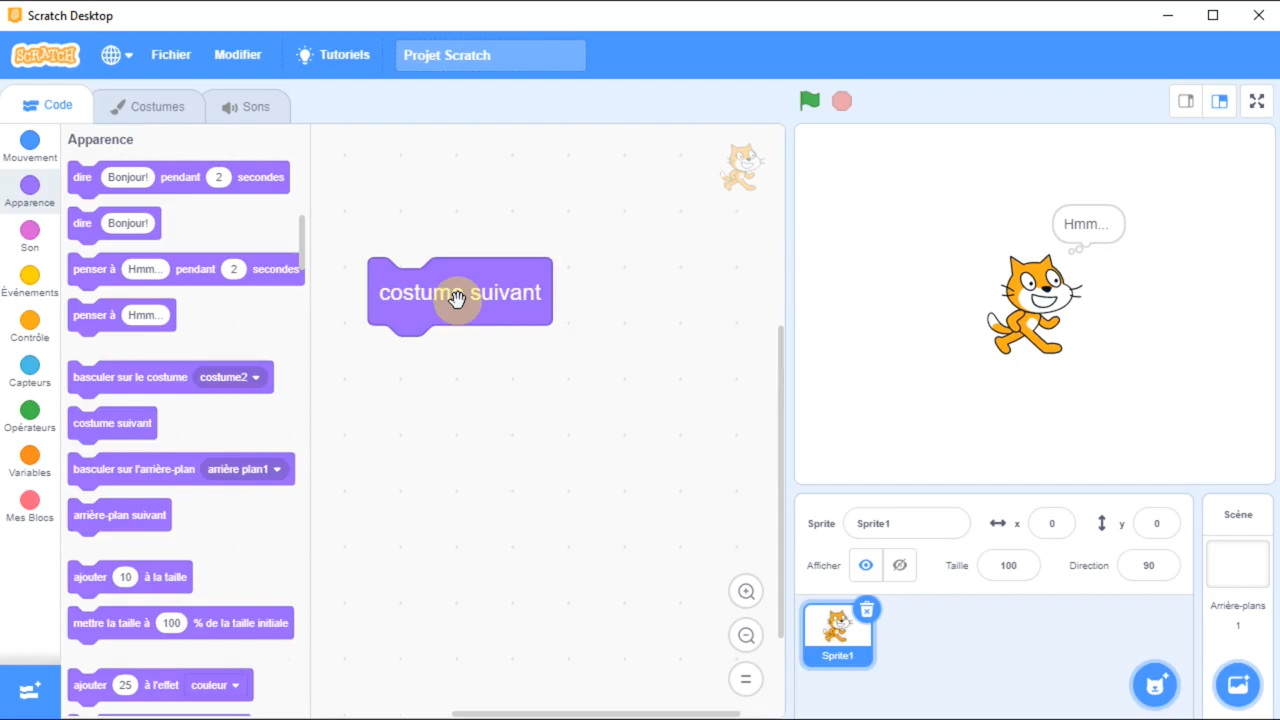 Scratch Desktop
SCRATCH
Fichier
Modifier
Tutoriels
Projet Scratch
Code
Costumes
Sons
Mouvement
Apparence
Son
Événements
Contrôle
Capteurs
Opérateurs
Variables
Mes Blocs
Apparence
dire Bonjour! pendant 2 secondes
dire Bonjour!
penser à Hmm... pendant 2 secondes
penser à Hmm...
basculer sur le costume costume2
costume suivant
basculer sur l'arrière-plan arrière plan1
arrière-plan suivant
ajouter 10 à la taille
mettre la taille à 100 % de la taille initiale
ajouter 25 à l'effet couleur
costume suivant
Hmm...
Sprite Sprite1 x 0 y 0
Afficher Taille 100 Direction 90
Sprite1
Scène
Arrière-plans
1